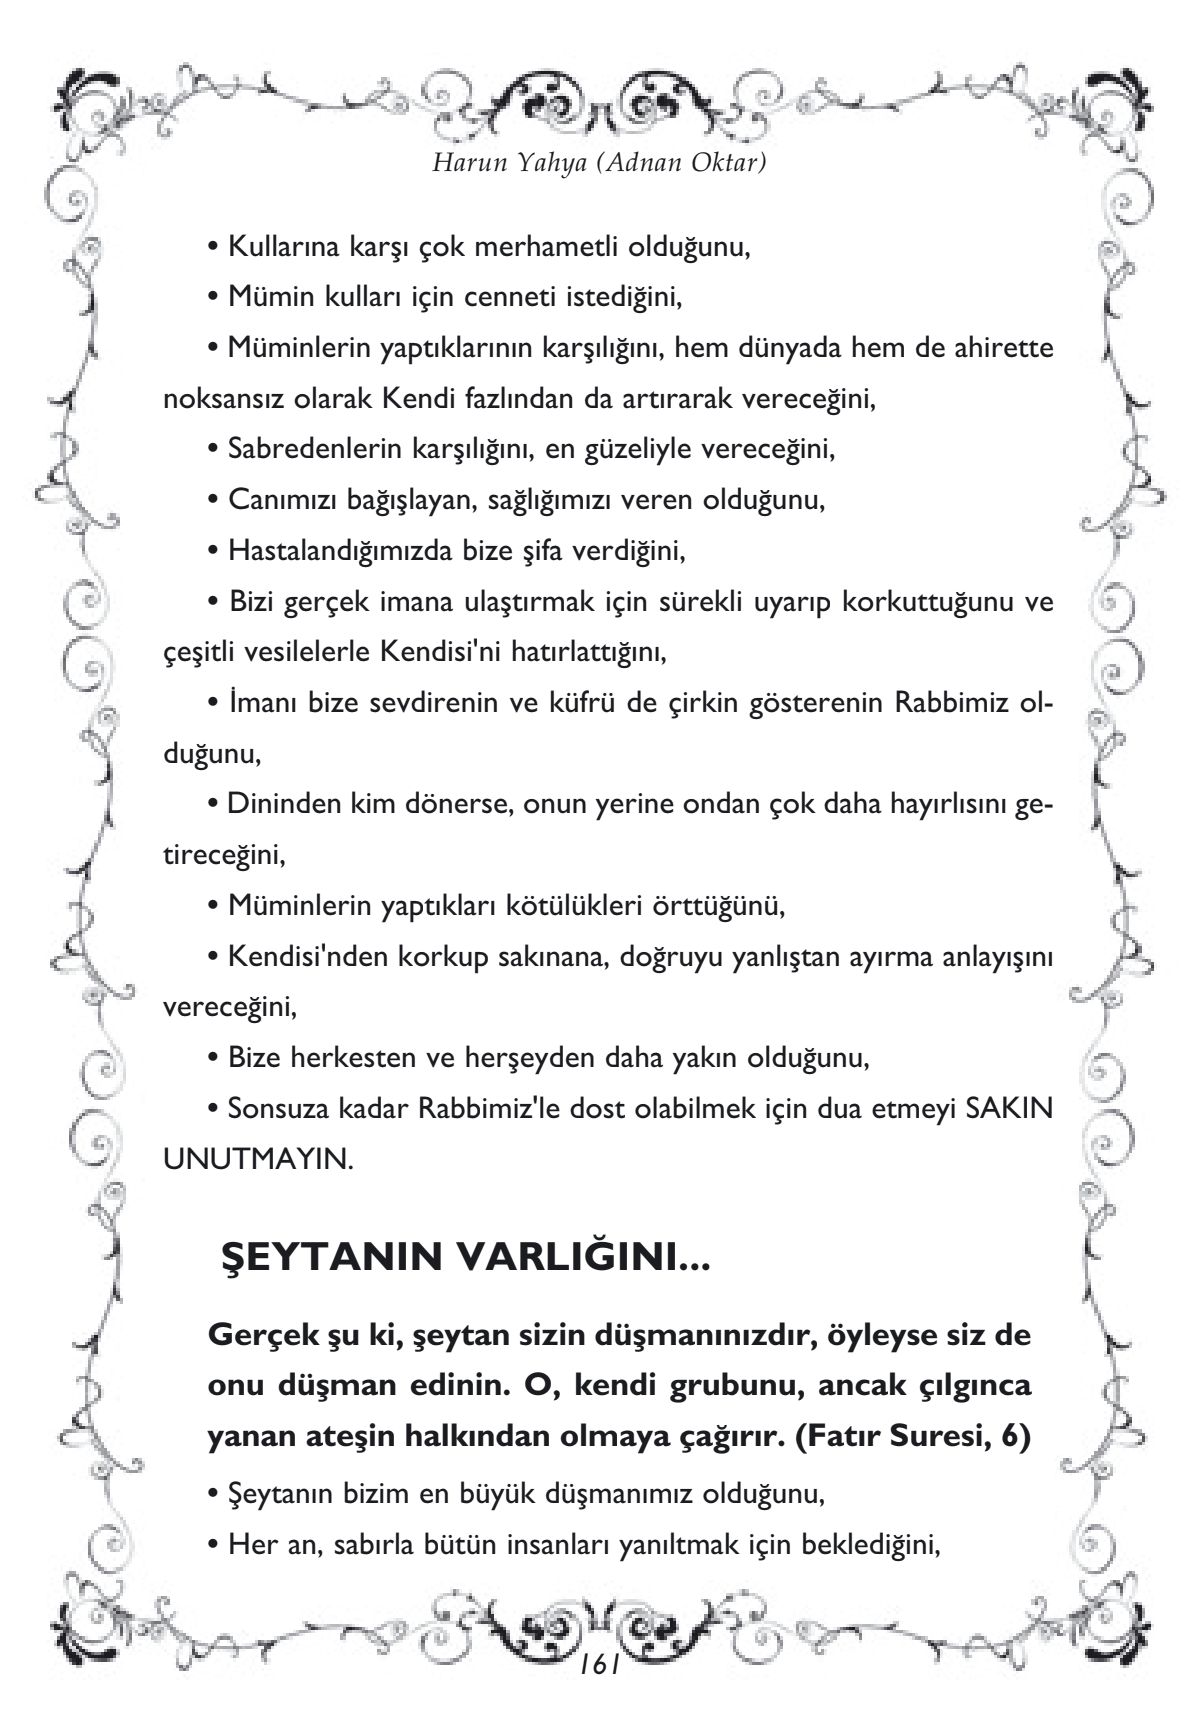 Harun Yahya (Adnan Oktar)
• Kullarına karşı çok merhametli olduğunu,
• Mümin kulları için cenneti istediğini,
• Müminlerin yaptıklarının karşılığını, hem dünyada hem de ahirette
noksansız olarak Kendi fazlından da artırarak vereceğini,
• Sabredenlerin karşılığını, en güzeliyle vereceğini,
• Canımızı bağışlayan, sağlığımızı veren olduğunu,
• Hastalandığımızda bize şifa verdiğini,
• Bizi gerçek imana ulaştırmak için sürekli uyarıp korkuttuğunu ve
çeşitli vesilelerle Kendisi'ni hatırlattığını,
• İmanı bize sevdirenin ve küfrü de çirkin gösterenin Rabbimiz ol-
duğunu,
• Dininden kim dönerse, onun yerine ondan çok daha hayırlısını ge-
tireceğini,
• Müminlerin yaptıkları kötülükleri örttüğünü,
• Kendisi'nden korkup sakınana, doğruyu yanlıştan ayırma anlayışını
vereceğini,
• Bize herkesten ve herşeyden daha yakın olduğunu,
• Sonsuza kadar Rabbimiz'le dost olabilmek için dua etmeyi SAKIN
UNUTMAYIN.
ŞEYTANIN VARLIĞINI...
Gerçek şu ki, şeytan sizin düşmanınızdır, öyleyse siz de
onu düşman edinin. O, kendi grubunu, ancak çılgınca
yanan ateşin halkından olmaya çağırır. (Fatır Suresi, 6)
• Şeytanın bizim en büyük düşmanımız olduğunu,
• Her an, sabırla bütün insanları yanıltmak için beklediğini,
161